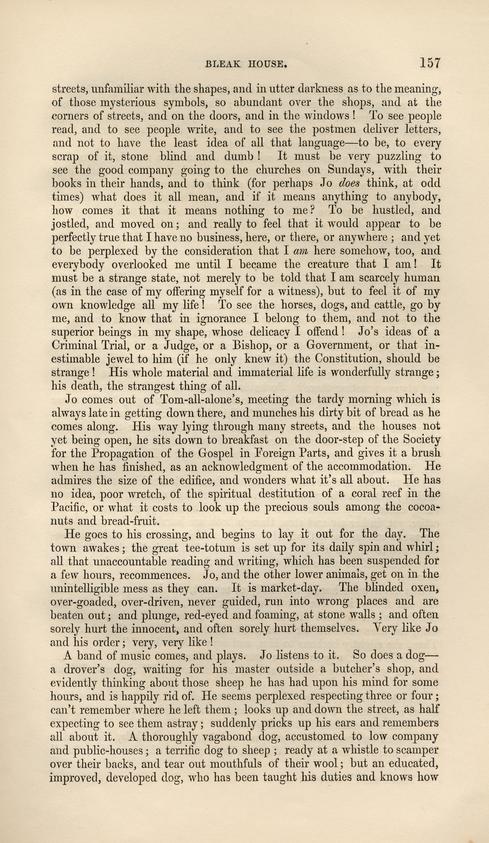 BLEAK HOUSE. 157
streets, unfamiliar with the shapes, and in utter darkness as to the meaning,
of those mysterious symbols, so abundant over the shops, and at the
corners of streets, and on the doors, and in the windows! To see people
read, and to see people write, and to see the postmen deliver letters,
and not to have the least idea of all that language—to be, to every
scrap of it, stone blind and dumb! It must be very puzzling to
see the good company going to the churches on Sundays, with their
books in their hands, and to think (for perhaps Jo does think, at odd
times) what does it all mean, and if it means anything to anybody,
how comes it that it means nothing to me? To be hustled, and
jostled, and moved on; and really to feel that it would appear to be
perfectly true that I have no business, here, or there, or anywhere; and yet
to be perplexed by the consideration that I am here somehow, too, and
everybody overlooked me until I became the creature that I am! It
must be a strange state, not merely to be told that I am scarcely human
(as in the case of my offering myself for a witness), but to feel it of my
own knowledge all my life! To see the horses, dogs, and cattle, go by
me, and to know that in ignorance I belong to them, and not to the
superior beings in my shape, whose delicacy I offend! Jo's ideas of a
Criminal Trial, or a Judge, or a Bishop, or a Government, or that in-
estimable jewel to him (if he only knew it) the Constitution, should be
strange! His whole material and immaterial life is wonderfully strange;
his death, the strangest thing of all.
Jo comes out of Tom-all-alone's, meeting the tardy morning which is
always late in getting down there, and munches his dirty bit of bread as he
comes along. His way lying through many streets, and the houses not
yet being open, he sits down to breakfast on the door-step of the Society
for the Propagation of the Gospel in Foreign Parts, and gives it a brush
when he has finished, as an acknowledgment of the accommodation. He
admires the size of the edifice, and wonders what it's all about. He has
no idea, poor wretch, of the spiritual destitution of a coral reef in the
Pacific, or what it costs to look up the precious souls among the cocoa-
nuts and bread-fruit.
He goes to his crossing, and begins to lay it out for the day. The
town awakes; the great tee-totum is set up for its daily spin and whirl;
all that unaccountable reading and writing, which has been suspended for
a few hours, recommences. Jo, and the other lower animals, get on in the
unintelligible mess as they can. It is market-day. The blinded oxen,
over-goaded, over-driven, never guided, run into wrong places and are
beaten out; and plunge, red-eyed and foaming, at stone walls; and often
sorely hurt the innocent, and often sorely hurt themselves. Very like Jo
and his order; very, very like!
A band of music comes, and plays. Jo listens to it. So does a dog—
a drover's dog, waiting for his master outside a butcher's shop, and
evidently thinking about those sheep he has had upon his mind for some
hours, and is happily rid of. He seems perplexed respecting three or four;
can't remember where he left them; looks up and down the street, as half
expecting to see them astray; suddenly pricks up his ears and remembers
all about it. A thoroughly vagabond dog, accustomed to low company
and public-houses; a terrific dog to sheep; ready at a whistle to scamper
over their backs, and tear out mouthfuls of their wool; but an educated,
improved, developed dog, who has been taught his duties and knows how